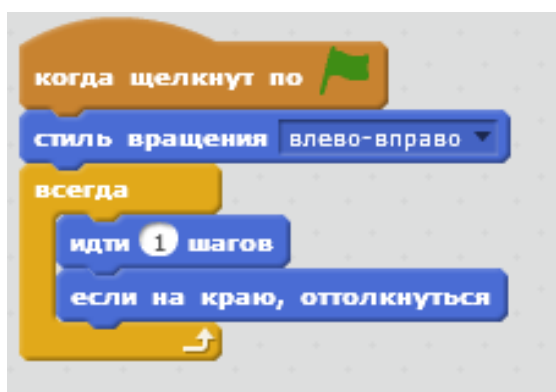 когда щелкнут по
стиль вращения влево-вправо
всегда
идти 1 шагов
если на краю, оттолкнуться